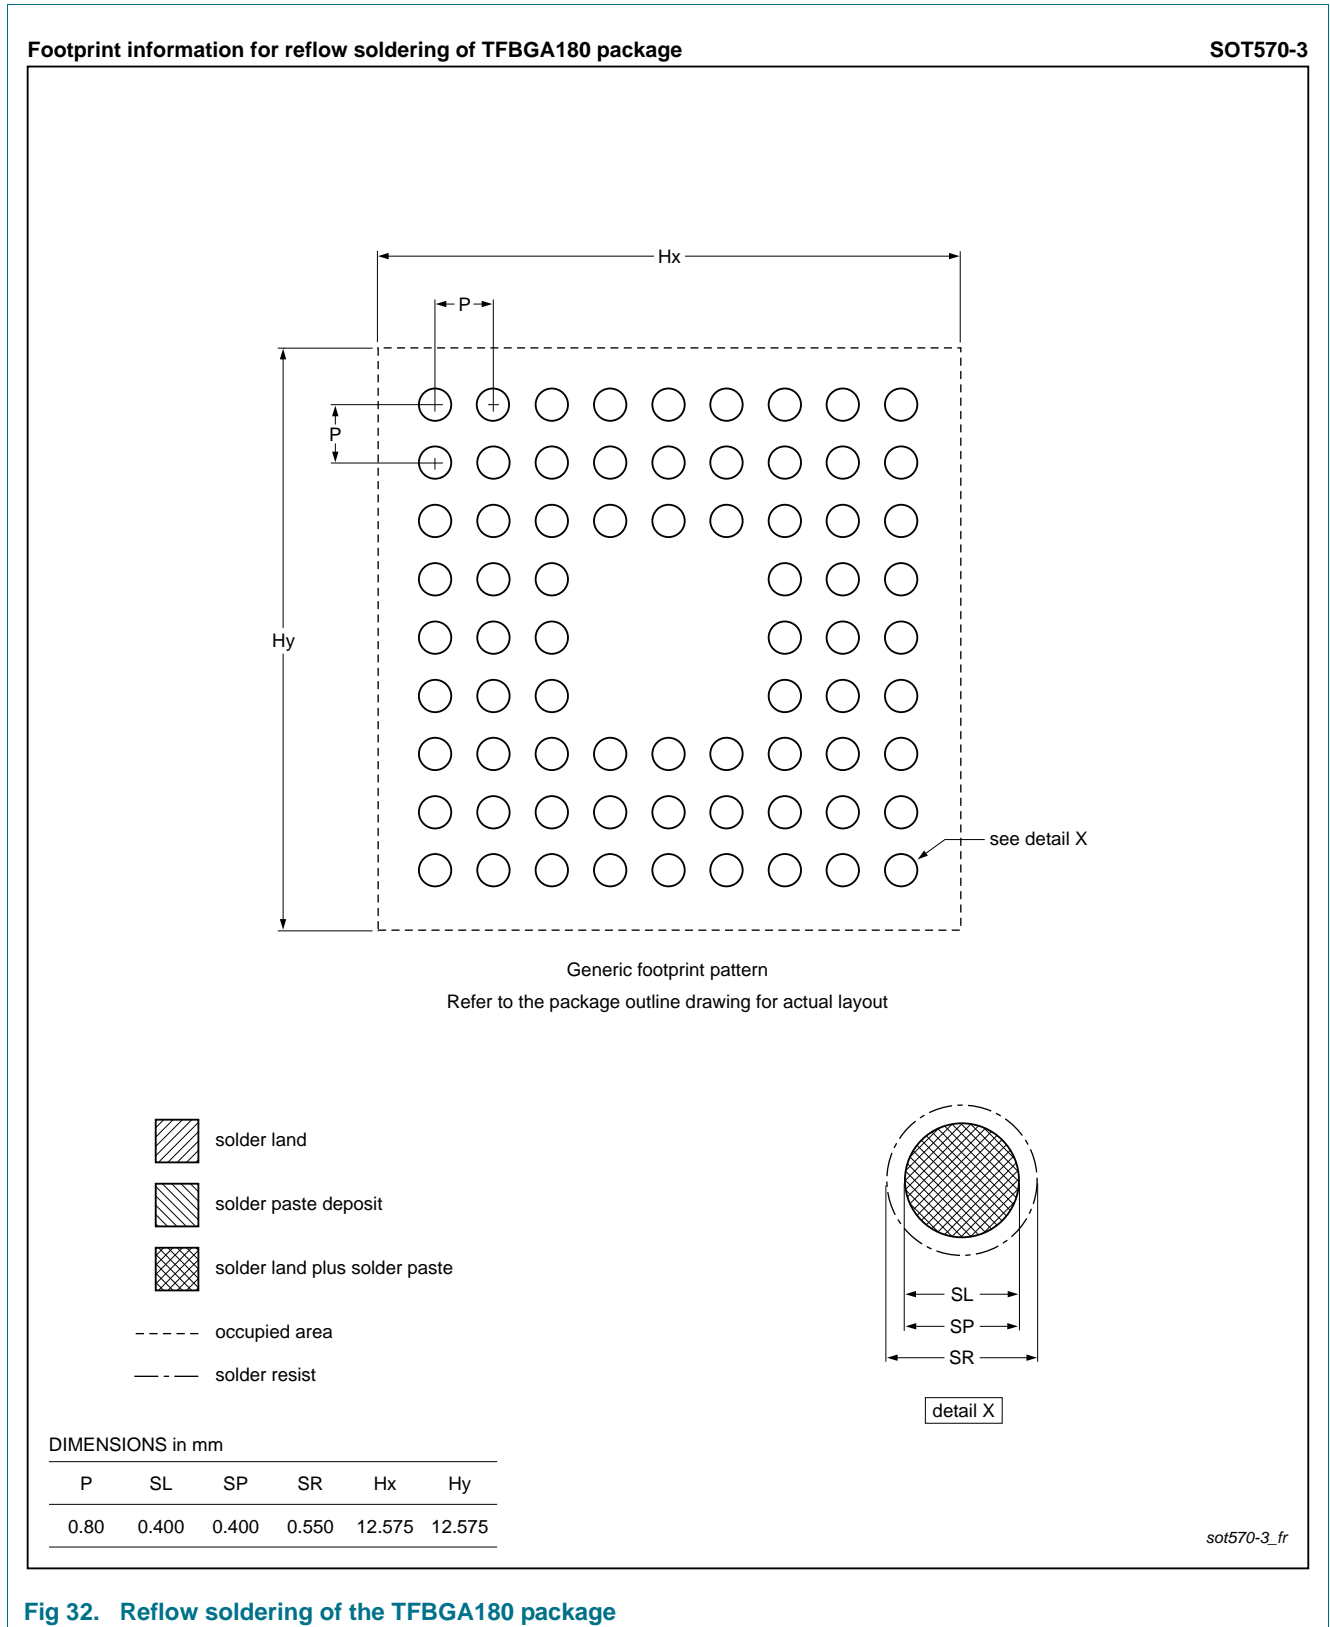 Footprint information for reflow soldering of TFBGA180 package SOT570-3
Hx
P
P
Hy
see detail X
Generic footprint pattern
Refer to the package outline drawing for actual layout
solder land
solder paste deposit
solder land plus solder paste
occupied area
solder resist
SL
SP
SR
detail X
DIMENSIONS in mm
P SL SP SR Hx Hy
0.80 0.400 0.400 0.550 12.575 12.575
sot570-3_fr
Fig 32. Reflow soldering of the TFBGA180 package